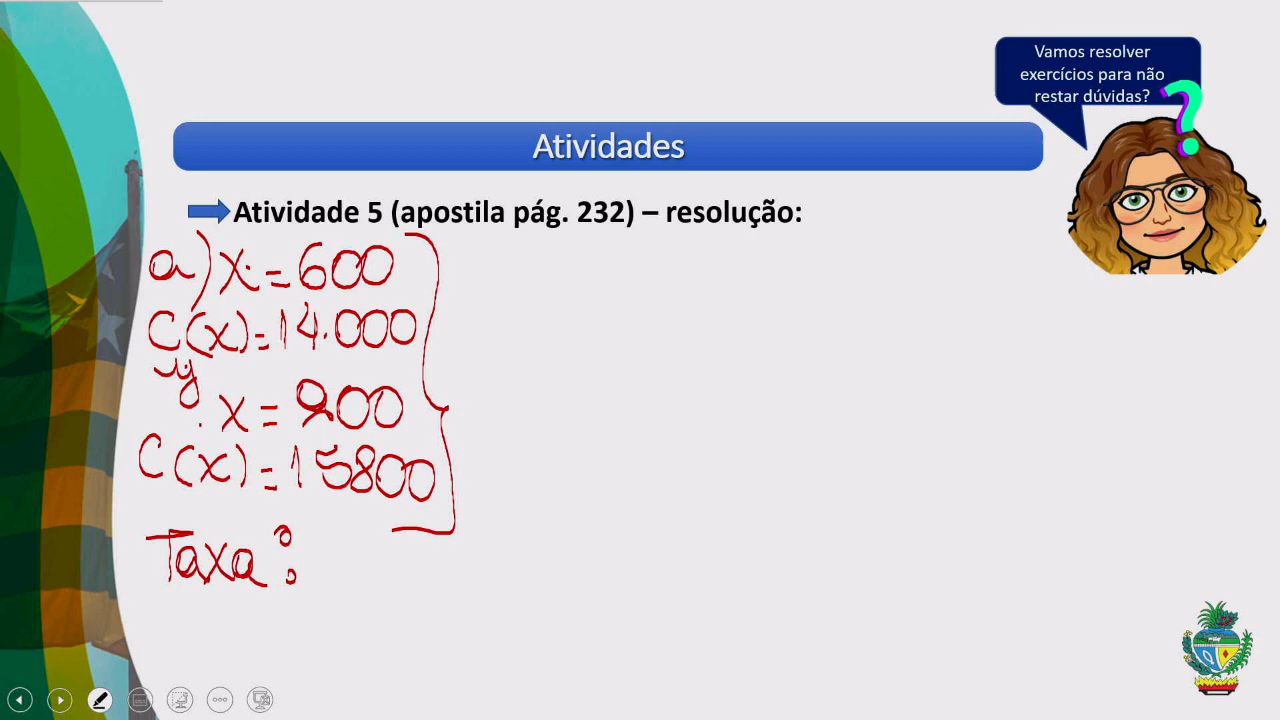 Vamos resolver
exercícios para não
restar dúvidas?
Atividades
Atividade 5 (apostila pág. 232) – resolução:
a) x = 600
C(x) = 14.000
y
x = 900
C(x) = 15800
Taxa :